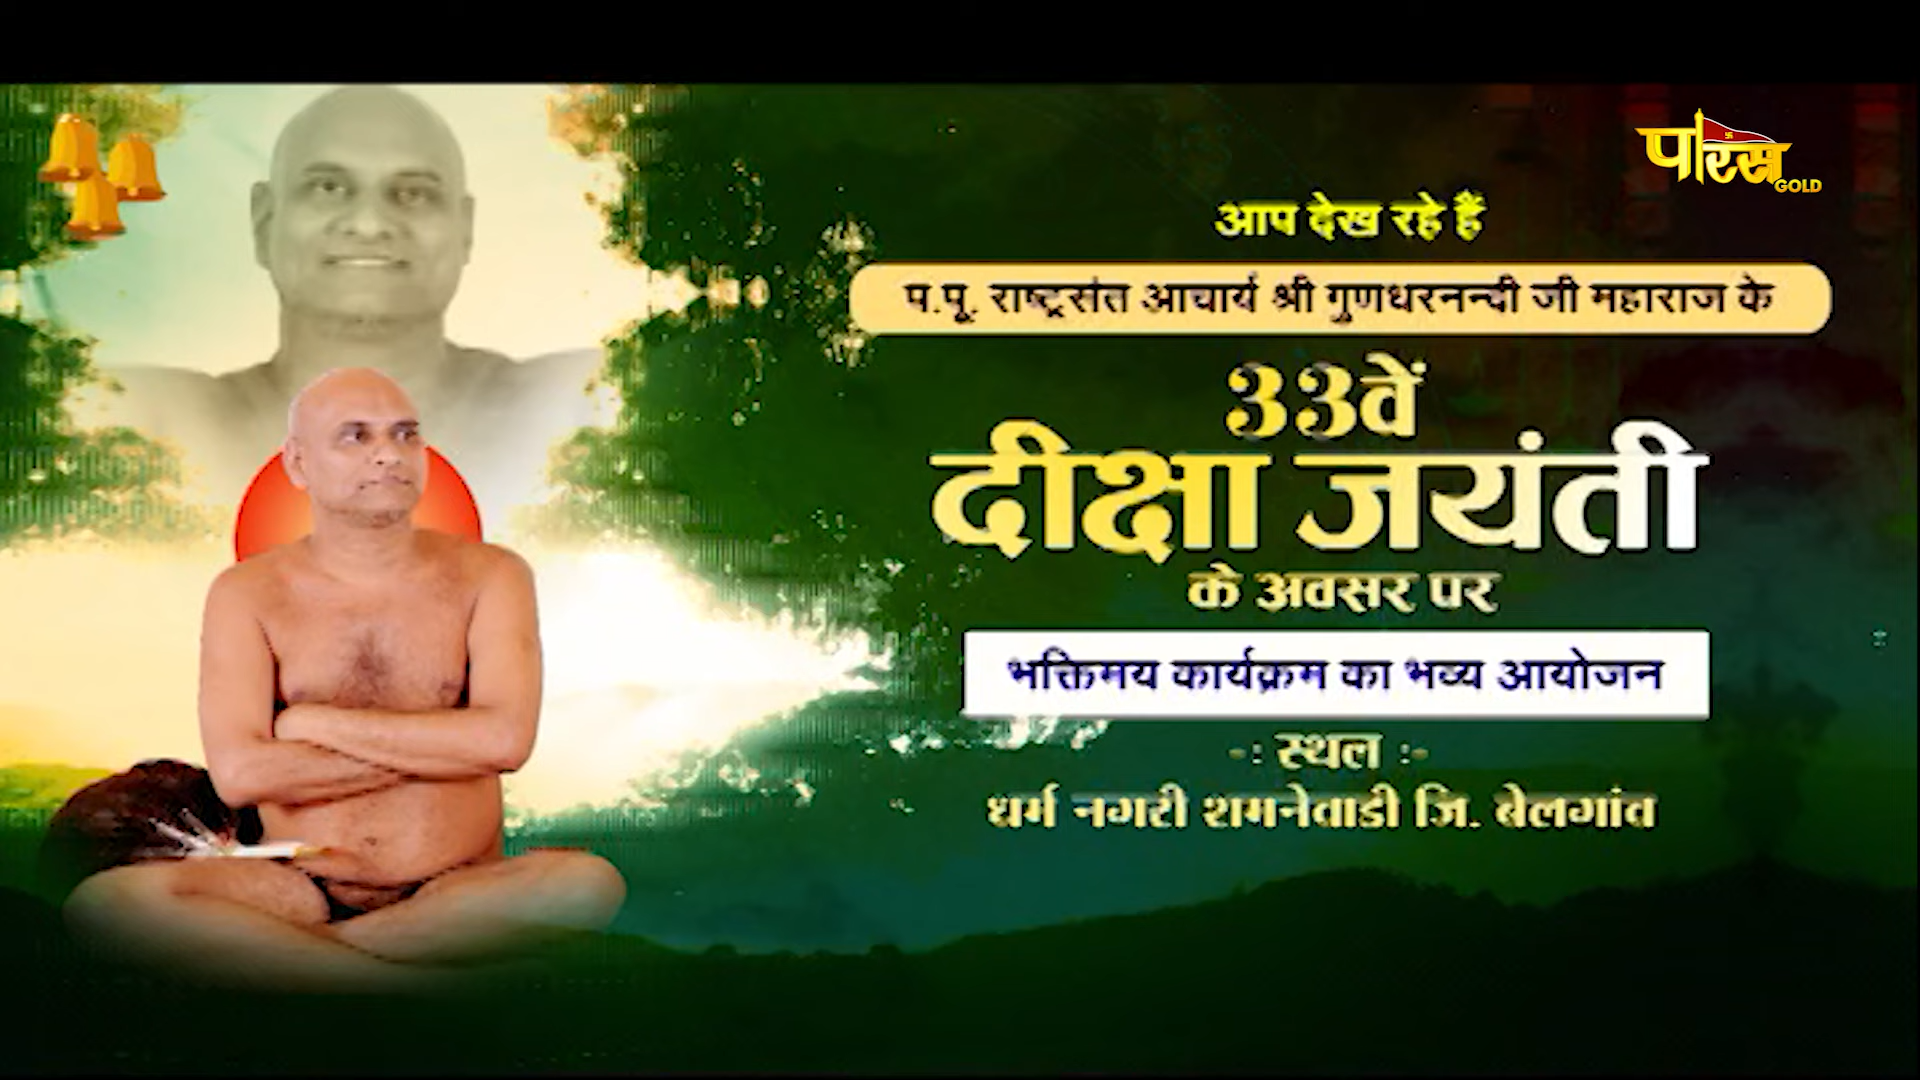 पारस
GOLD
आप देख रहे हैं
प.पू. राष्ट्रसंत आचार्य श्री गुणधरनन्दी जी महाराज के
33वें
दीक्षा जयंती
के अवसर पर
भक्तिमय कार्यक्रम का भव्य आयोजन
-: स्थल :-
धर्म नगरी शमनेवाडी जि. बेलगांव